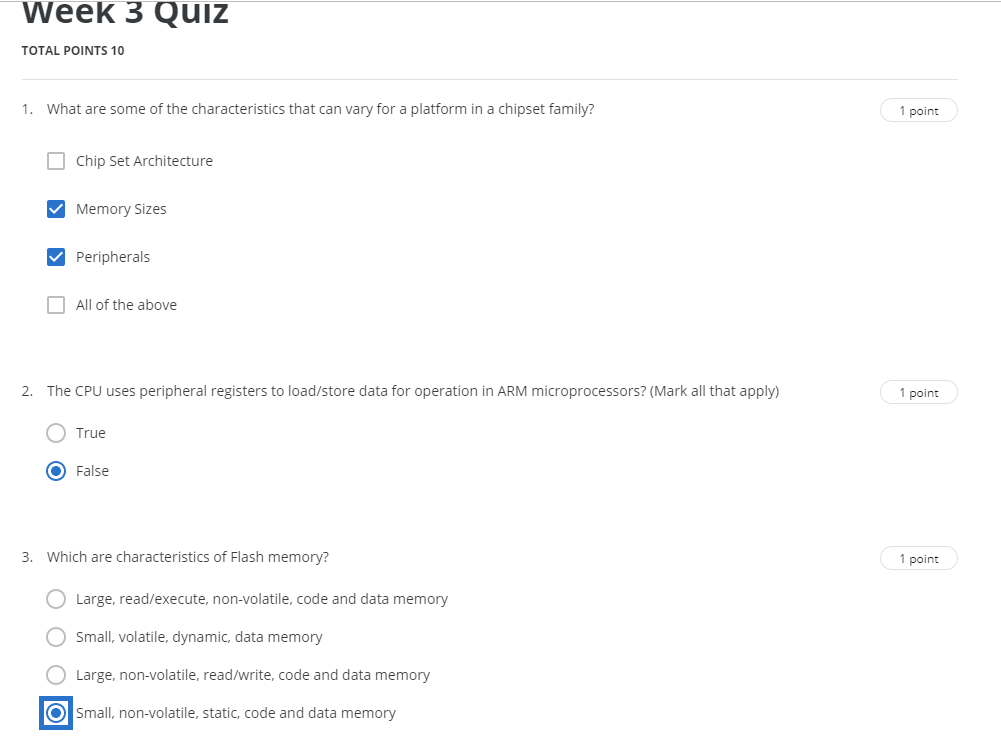 Week 3 Quiz
TOTAL POINTS 10
1. What are some of the characteristics that can vary for a platform in a chipset family?
1 point
Chip Set Architecture
Memory Sizes
Peripherals
All of the above
2. The CPU uses peripheral registers to load/store data for operation in ARM microprocessors? (Mark all that apply)
1 point
True
False
3. Which are characteristics of Flash memory?
1 point
Large, read/execute, non-volatile, code and data memory
Small, volatile, dynamic, data memory
Large, non-volatile, read/write, code and data memory
Small, non-volatile, static, code and data memory